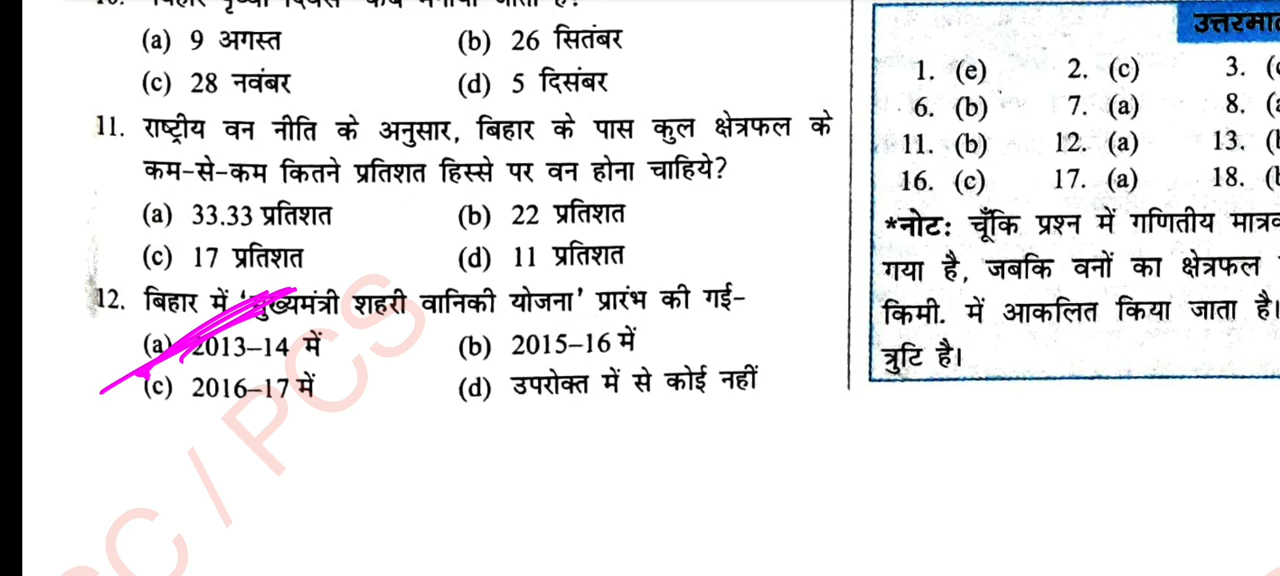 (a) 9 अगस्त (b) 26 सितंबर
(c) 28 नवंबर (d) 5 दिसंबर
11. राष्ट्रीय वन नीति के अनुसार, बिहार के पास कुल क्षेत्रफल के
कम-से-कम कितने प्रतिशत हिस्से पर वन होना चाहिये?
(a) 33.33 प्रतिशत (b) 22 प्रतिशत
(c) 17 प्रतिशत (d) 11 प्रतिशत
12. बिहार में 'मुख्यमंत्री शहरी वानिकी योजना' प्रारंभ की गई-
(a) 2013–14 में (b) 2015–16 में
(c) 2016–17 में (d) उपरोक्त में से कोई नहीं
1. (e) 2. (c) 3.
6. (b) 7. (a) 8.
11. (b) 12. (a) 13.
16. (c) 17. (a) 18.
*नोट: चूँकि प्रश्न में गणितीय
गया है, जबकि वनों का क्षेत्रफल
किमी. में आकलित किया जाता है।
त्रुटि है।
SC / PCS